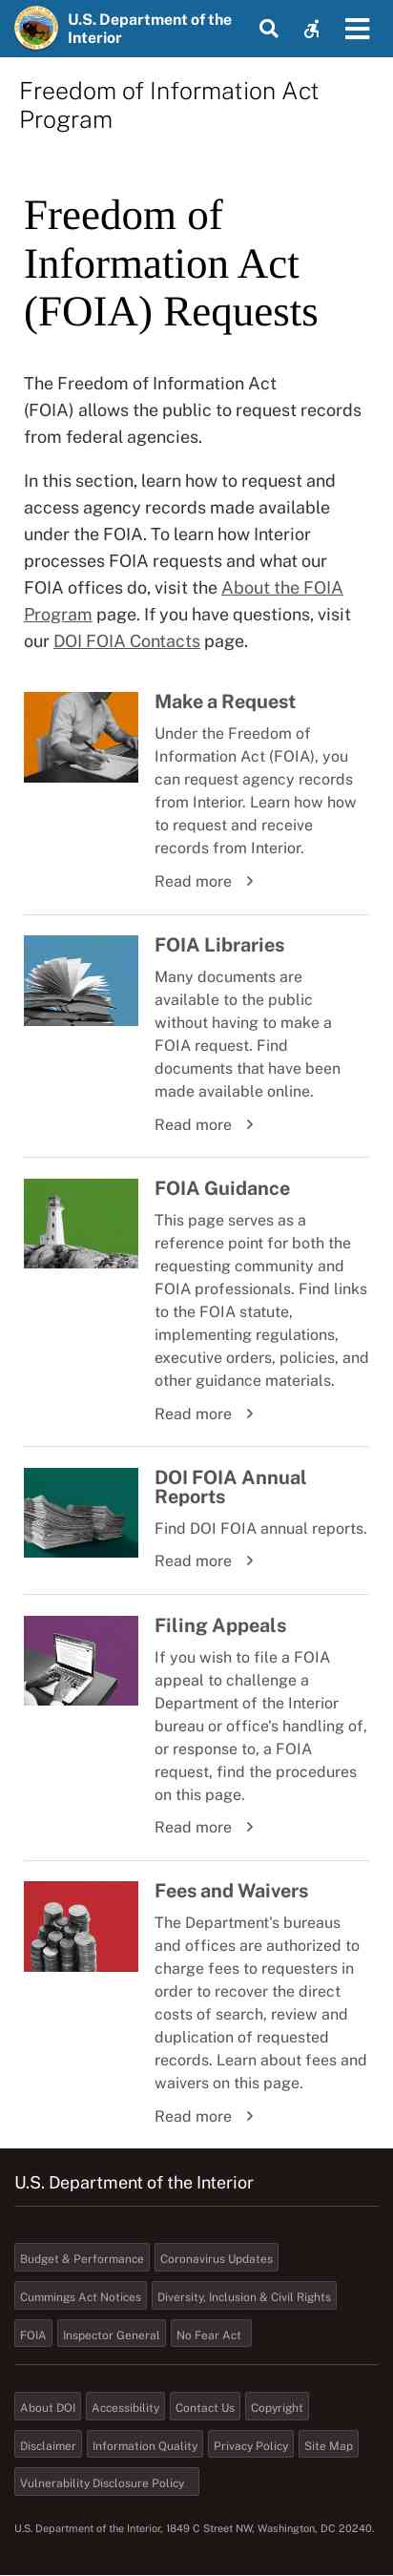 U.S. Department of the
Interior
Freedom of Information Act
Program
Freedom of
Information Act
(FOIA) Requests
The Freedom of Information Act
(FOIA) allows the public to request records
from federal agencies.
In this section, learn how to request and
access agency records made available
under the FOIA. To learn how Interior
processes FOIA requests and what our
FOIA offices do, visit the About the FOIA
Program page. If you have questions, visit
our DOI FOIA Contacts page.
Make a Request
Under the Freedom of
Information Act (FOIA), you
can request agency records
from Interior. Learn how how
to request and receive
records from Interior.
Read more
FOIA Libraries
Many documents are
available to the public
without having to make a
FOIA request. Find
documents that have been
made available online.
Read more
FOIA Guidance
This page serves as a
reference point for both the
requesting community and
FOIA professionals. Find links
to the FOIA statute,
implementing regulations,
executive orders, policies, and
other guidance materials.
Read more
DOI FOIA Annual
Reports
Find DOI FOIA annual reports.
Read more
Filing Appeals
If you wish to file a FOIA
appeal to challenge a
Department of the Interior
bureau or office's handling of,
or response to, a FOIA
request, find the procedures
on this page.
Read more
Fees and Waivers
The Department's bureaus
and offices are authorized to
charge fees to requesters in
order to recover the direct
costs of search, review and
duplication of requested
records. Learn about fees and
waivers on this page.
Read more
U.S. Department of the Interior
Budget & Performance Coronavirus Updates
Cummings Act Notices Diversity, Inclusion & Civil Rights
FOIA Inspector General No Fear Act
About DOI Accessibility Contact Us Copyright
Disclaimer Information Quality Privacy Policy Site Map
Vulnerability Disclosure Policy
U.S. Department of the Interior, 1849 C Street NW, Washington, DC 20240.